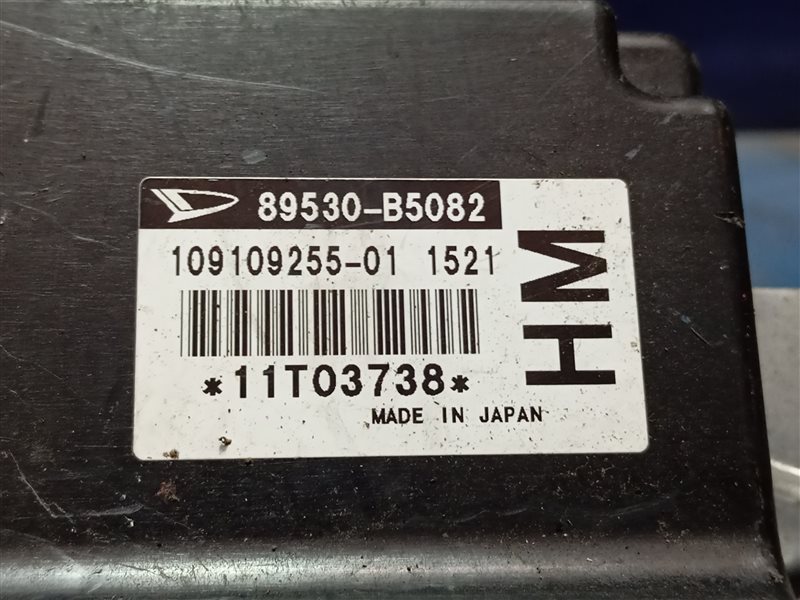 89530-B5082
109109255-01 1521
*11T03738*
MADE IN JAPAN
HM